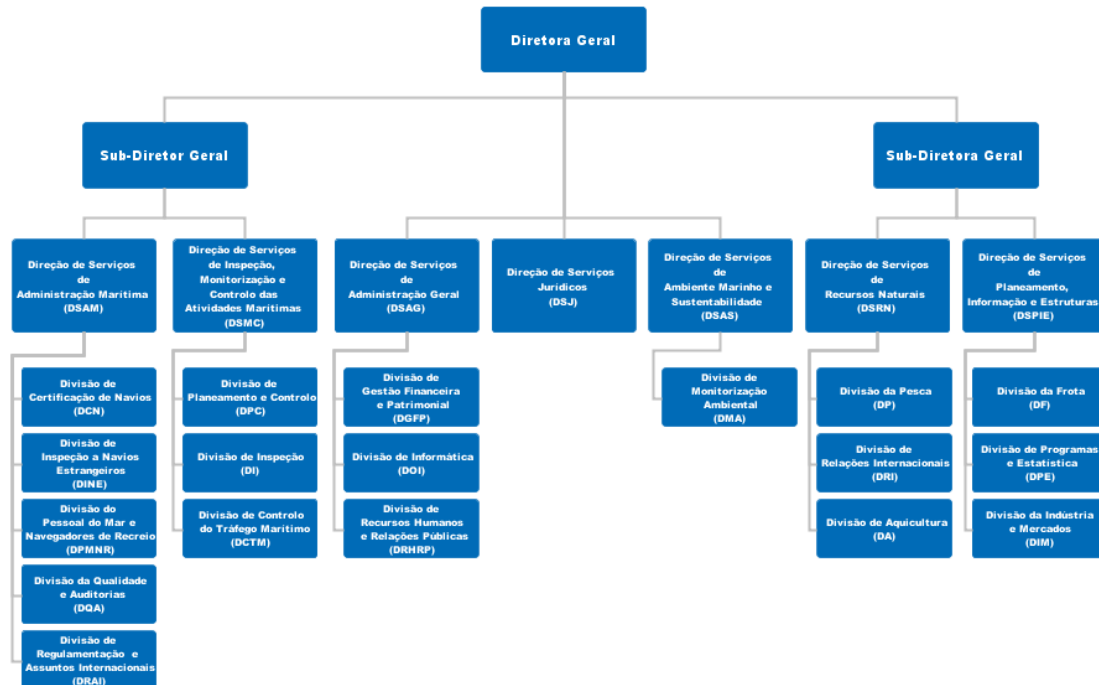 Diretora Geral
Sub-Diretor Geral
Sub-Diretora Geral
Direção de Serviços
de
Administração Marítima
(DSAM)
Direção de Serviços
de Inspeção,
Monitorização e
Controlo das
Atividades Marítimas
(DSMC)
Direção de Serviços
de
Administração Geral
(DSAG)
Direção de Serviços
Jurídicos
(DSJ)
Direção de Serviços
de
Ambiente Marinho e
Sustentabilidade
(DSAS)
Direção de Serviços
de
Recursos Naturais
(DSRN)
Direção de Serviços
de
Planeamento,
Informação e Estruturas
(DSPIE)
Divisão de
Certificação de Navios
(DCN)
Divisão de
Inspeção a Navios
Estrangeiros
(DINE)
Divisão do
Pessoal do Mar e
Navegadores de Recreio
(DPMNR)
Divisão da Qualidade
e Auditorias
(DQA)
Divisão de
Regulamentação e
Assuntos Internacionais
(DRAI)
Divisão de
Planeamento e Controlo
(DPC)
Divisão de Inspeção
(DI)
Divisão de Controlo
do Tráfego Marítimo
(DCTM)
Divisão de
Gestão Financeira
e Patrimonial
(DGFP)
Divisão de Informática
(DOI)
Divisão de
Recursos Humanos
e Relações Públicas
(DRHRP)
Divisão de
Monitorização
Ambiental
(DMA)
Divisão da Pesca
(DP)
Divisão de
Relações Internacionais
(DRI)
Divisão de Aquicultura
(DA)
Divisão da Frota
(DF)
Divisão de Programas
e Estatística
(DPE)
Divisão da Indústria
e Mercados
(DIM)